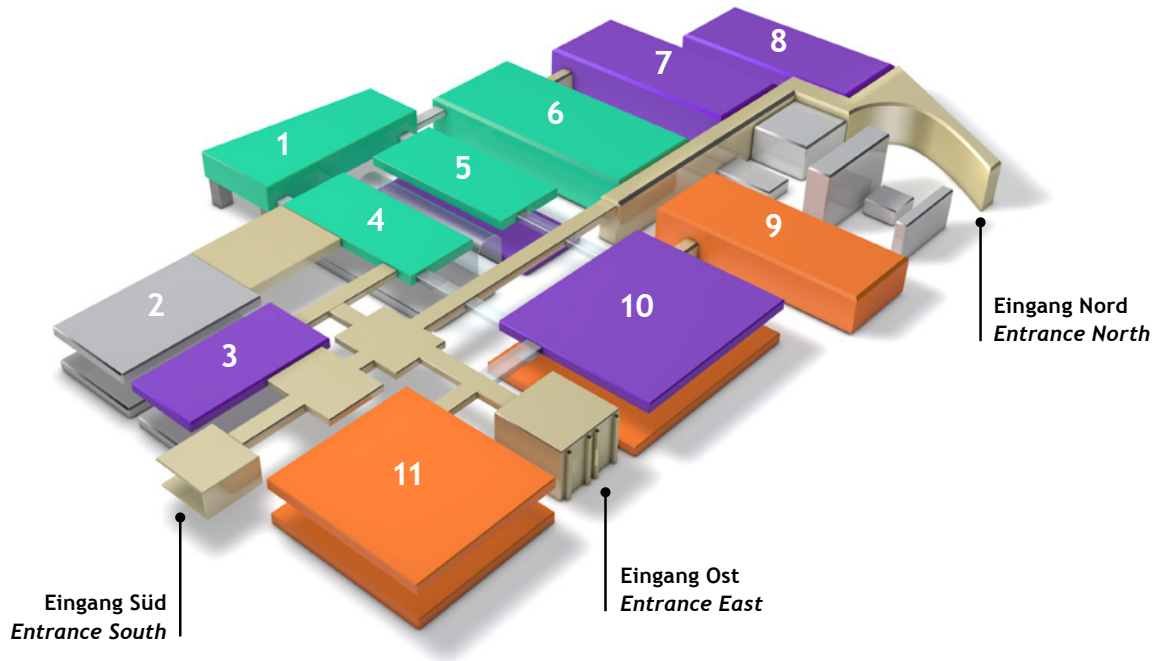 8
7
6
1
5
4
9
2
10
3
11
Eingang Nord
Entrance North
Eingang Ost
Entrance East
Eingang Süd
Entrance South